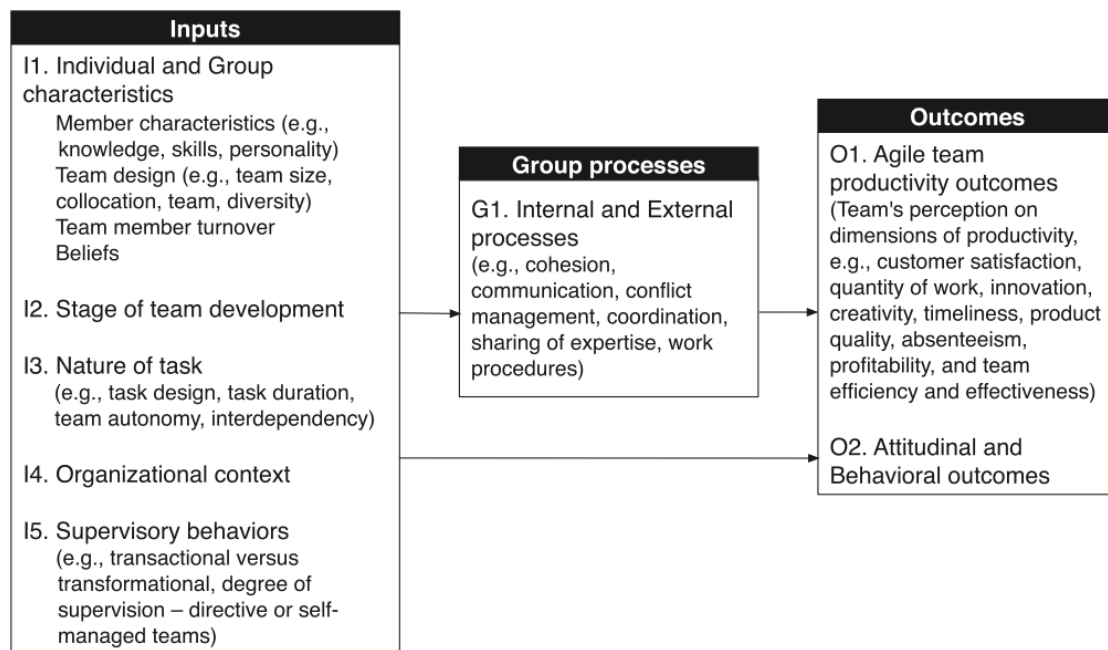 Inputs
I1. Individual and Group
characteristics
Member characteristics (e.g.,
knowledge, skills, personality)
Team design (e.g., team size,
collocation, team, diversity)
Team member turnover
Beliefs
I2. Stage of team development
I3. Nature of task
(e.g., task design, task duration,
team autonomy, interdependency)
I4. Organizational context
I5. Supervisory behaviors
(e.g., transactional versus
transformational, degree of
supervision – directive or self-
managed teams)
Group processes
G1. Internal and External
processes
(e.g., cohesion,
communication, conflict
management, coordination,
sharing of expertise, work
procedures)
Outcomes
O1. Agile team
productivity outcomes
(Team's perception on
dimensions of productivity,
e.g., customer satisfaction,
quantity of work, innovation,
creativity, timeliness, product
quality, absenteeism,
profitability, and team
efficiency and effectiveness)
O2. Attitudinal and
Behavioral outcomes